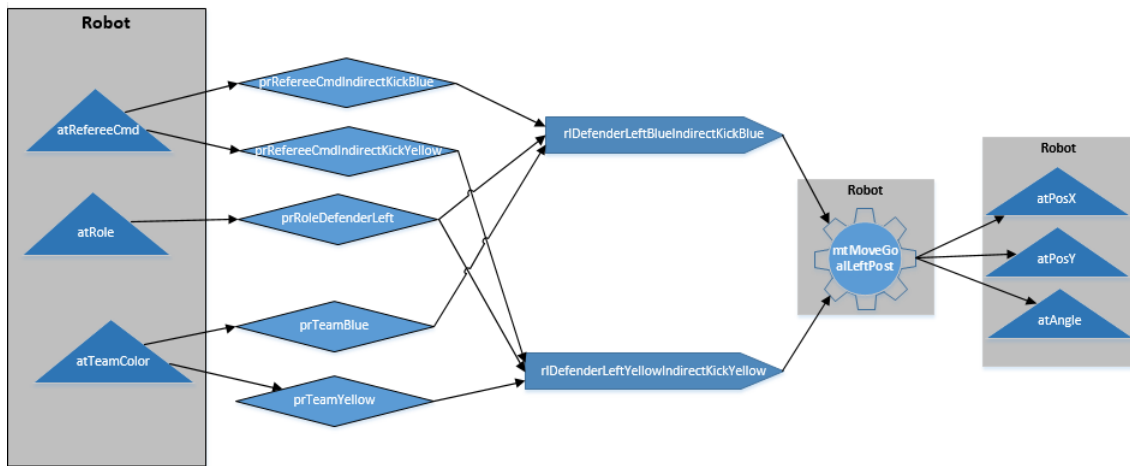 Robot
atRefereeCmd
atRole
atTeamColor
prRefereeCmdIndirectKickBlue
prRefereeCmdIndirectKickYellow
prRoleDefenderLeft
prTeamBlue
prTeamYellow
rlDefenderLeftBlueIndirectKickBlue
rlDefenderLeftYellowIndirectKickYellow
Robot
mtMoveGo
alLeftPost
Robot
atPosX
atPosY
atAngle